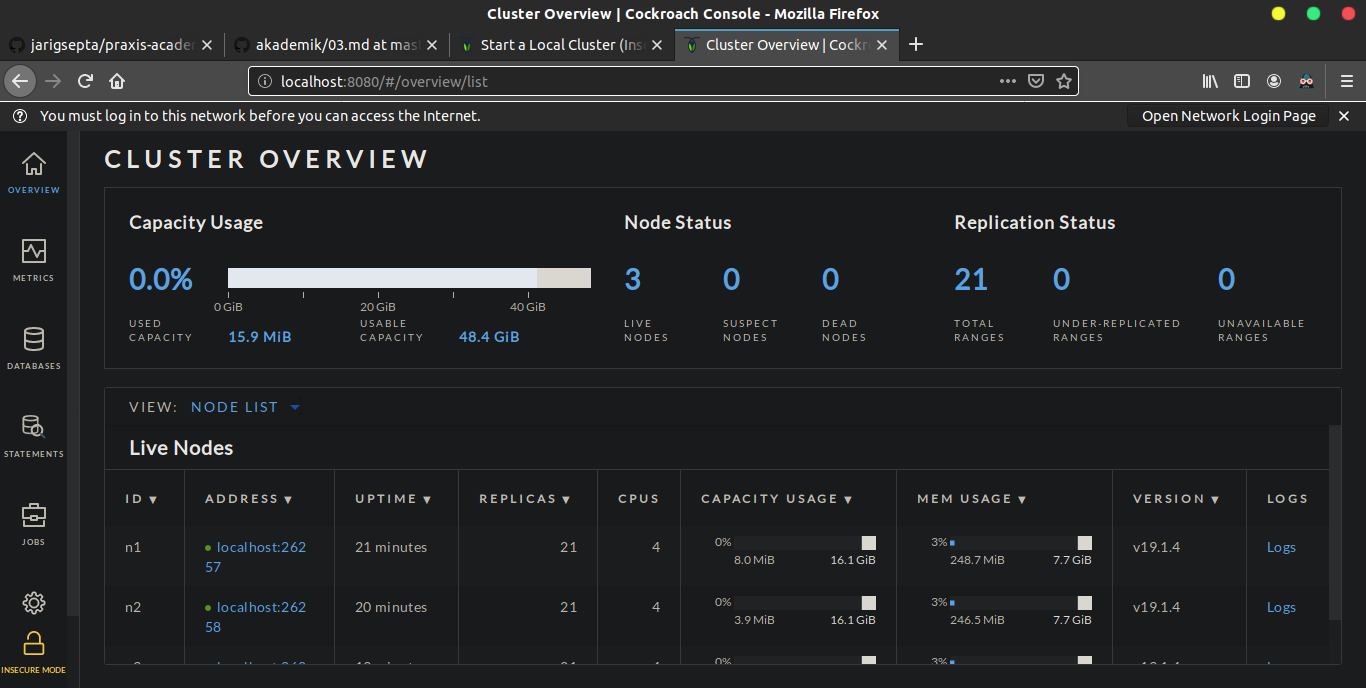 Cluster Overview | Cockroach Console - Mozilla Firefox
jarigsepta/praxis-acade
akademik/03.md at mas
Start a Local Cluster (Ins
Cluster Overview | Cockr
localhost:8080/#/overview/list
You must log in to this network before you can access the Internet.
Open Network Login Page
OVERVIEW
METRICS
DATABASES
STATEMENTS
JOBS
INSECURE MODE
CLUSTER OVERVIEW
Capacity Usage
0.0%
0 GiB 20 GiB 40 GiB
USED CAPACITY
15.9 MiB
USABLE CAPACITY
48.4 GiB
Node Status
3 0 0
LIVE NODES
SUSPECT NODES
DEAD NODES
Replication Status
21 0 0
TOTAL RANGES
UNDER-REPLICATED RANGES
UNAVAILABLE RANGES
VIEW: NODE LIST
Live Nodes
ID ▼ ADDRESS ▼ UPTIME ▼ REPLICAS ▼ CPUS CAPACITY USAGE ▼ MEM USAGE ▼ VERSION ▼ LOGS
n1 localhost:26257 21 minutes 21 4 0% 8.0 MiB 16.1 GiB 3% 248.7 MiB 7.7 GiB v19.1.4 Logs
n2 localhost:26258 20 minutes 21 4 0% 3.9 MiB 16.1 GiB 3% 246.5 MiB 7.7 GiB v19.1.4 Logs
0% 3%